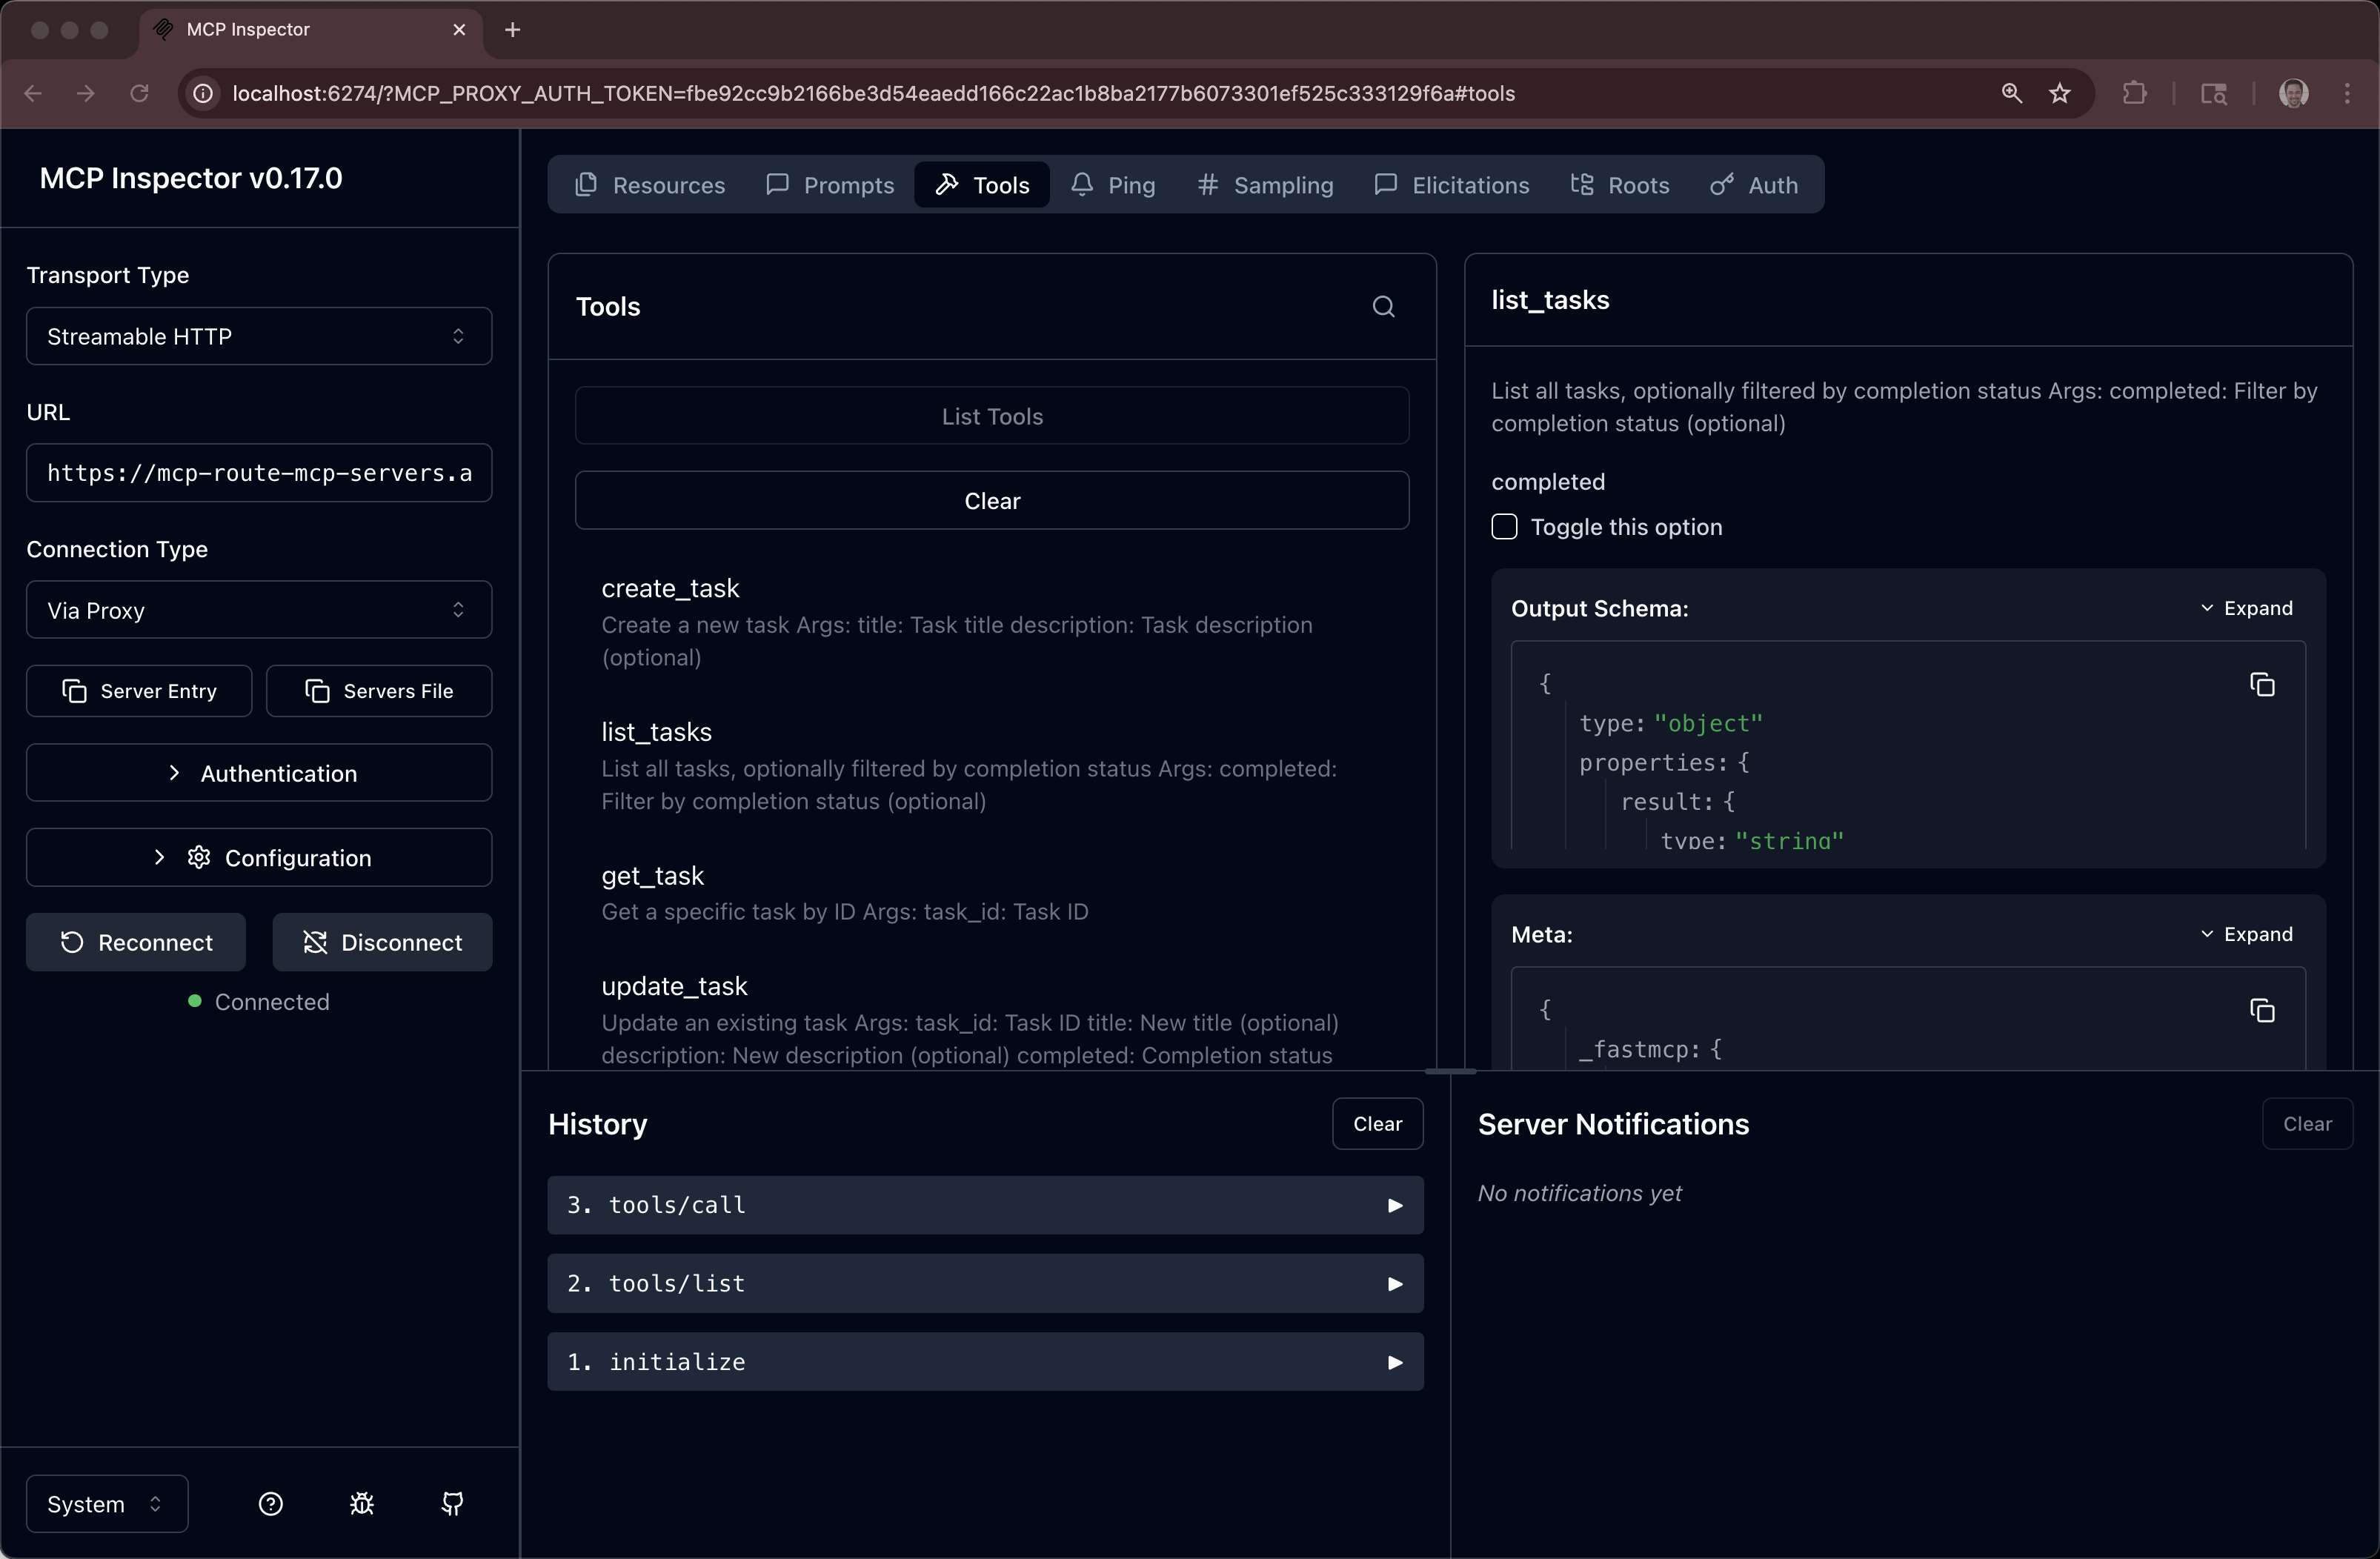 MCP Inspector
localhost:6274/?MCP_PROXY_AUTH_TOKEN=fbe92cc9b2166be3d54eaedd166c22ac1b8ba2177b6073301ef525c333129f6a#tools
MCP Inspector v0.17.0
Transport Type
Streamable HTTP
URL
https://mcp-route-mcp-servers.a
Connection Type
Via Proxy
Server Entry
Servers File
Authentication
Configuration
Reconnect
Disconnect
Connected
System
Resources
Prompts
Tools
Ping
Sampling
Elicitations
Roots
Auth
Tools
List Tools
Clear
create_task
Create a new task Args: title: Task title description: Task description
(optional)
list_tasks
List all tasks, optionally filtered by completion status Args: completed:
Filter by completion status (optional)
get_task
Get a specific task by ID Args: task_id: Task ID
update_task
Update an existing task Args: task_id: Task ID title: New title (optional)
description: New description (optional) completed: Completion status
list_tasks
List all tasks, optionally filtered by completion status Args: completed: Filter by
completion status (optional)
completed
Toggle this option
Output Schema:
Expand
{
type: "object"
properties: {
result: {
type: "string"
Meta:
Expand
{
_fastmcp: {
History
Clear
3. tools/call
2. tools/list
1. initialize
Server Notifications
Clear
No notifications yet